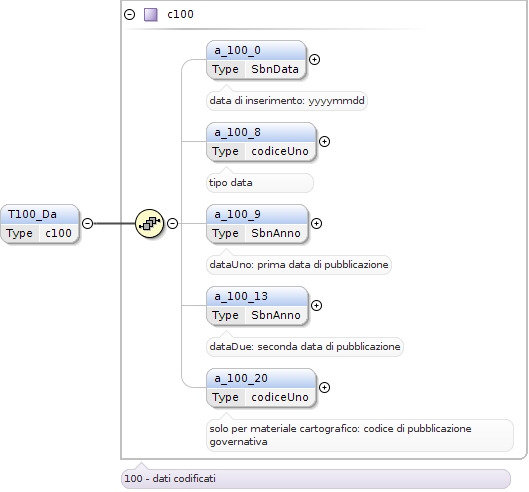 c100
a_100_0
Type SbnData
data di inserimento: yyyymmdd
a_100_8
Type codiceUno
tipo data
T100_Da
Type c100
a_100_9
Type SbnAnno
dataUno: prima data di pubblicazione
a_100_13
Type SbnAnno
dataDue: seconda data di pubblicazione
a_100_20
Type codiceUno
solo per materiale cartografico: codice di pubblicazione
governativa
100 - dati codificati